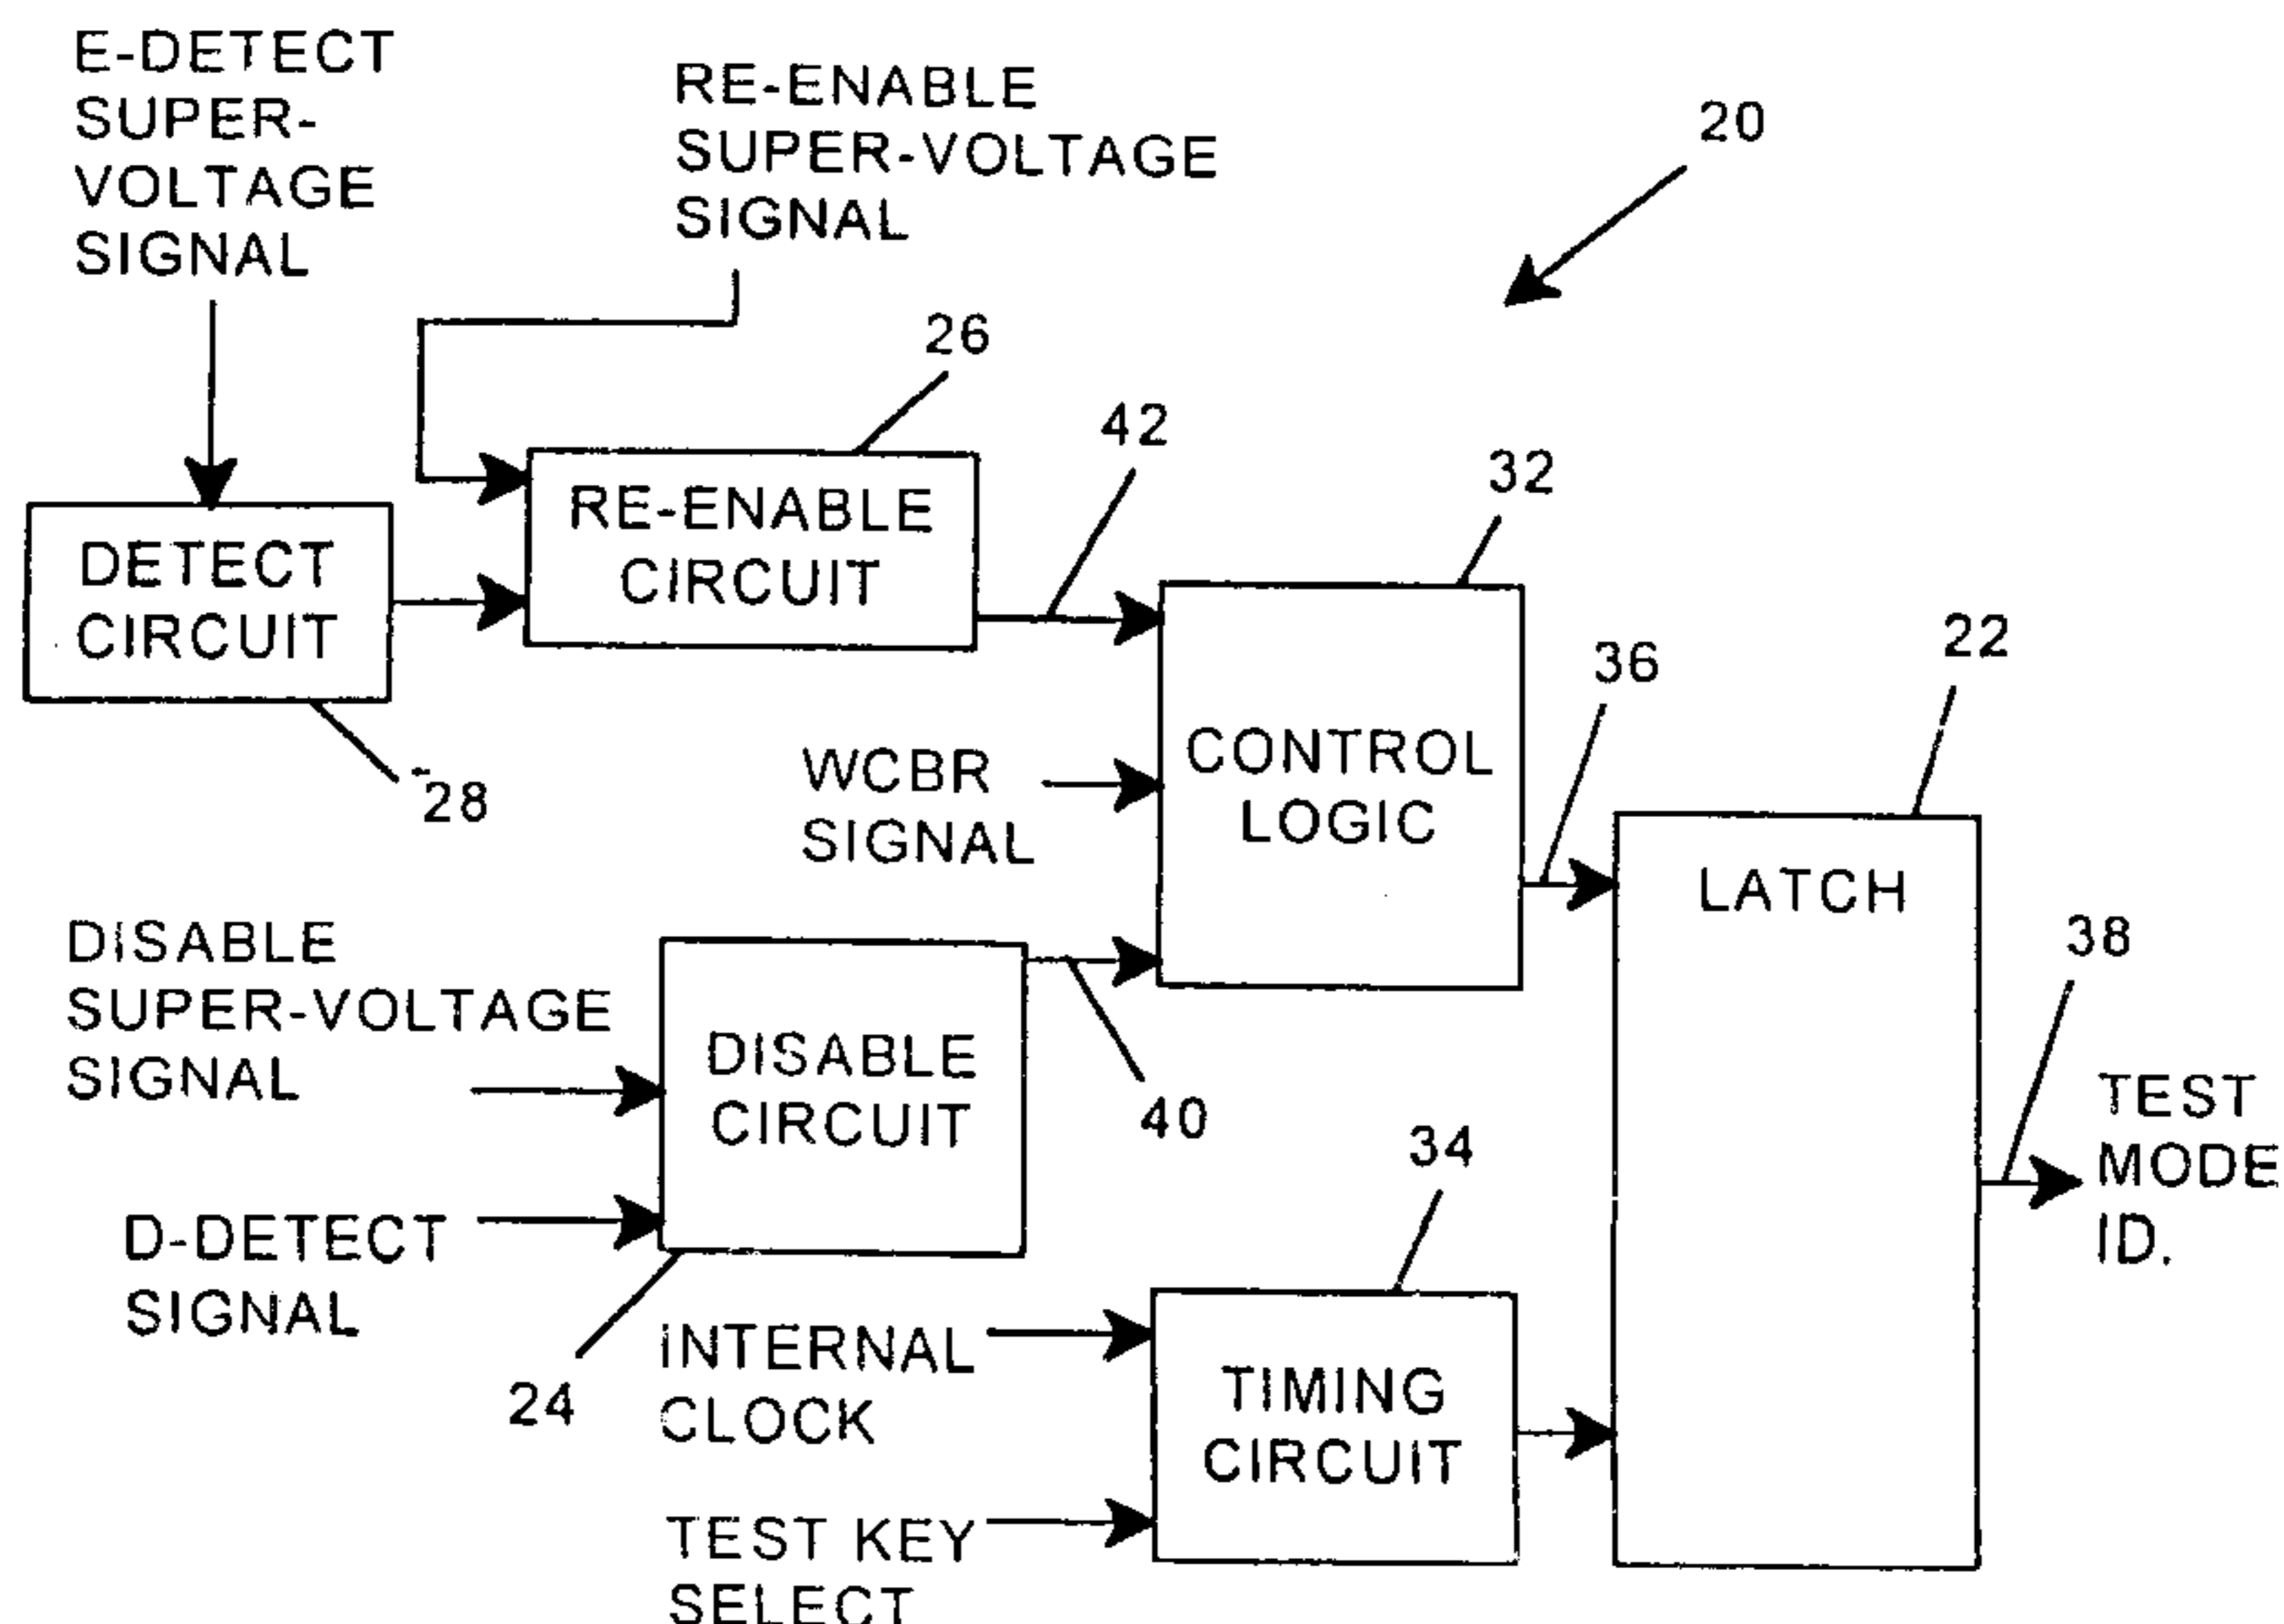 E-DETECT
SUPER-
VOLTAGE
SIGNAL
RE-ENABLE
SUPER-VOLTAGE
SIGNAL
20
26
42
32
RE-ENABLE
CIRCUIT
DETECT
CIRCUIT
28
WCBR
SIGNAL
CONTROL
LOGIC
36
22
LATCH
38
DISABLE
SUPER-VOLTAGE
SIGNAL
DISABLE
CIRCUIT
40
34
TEST
MODE
ID.
D-DETECT
SIGNAL
24
INTERNAL
CLOCK
TIMING
CIRCUIT
TEST KEY
SELECT